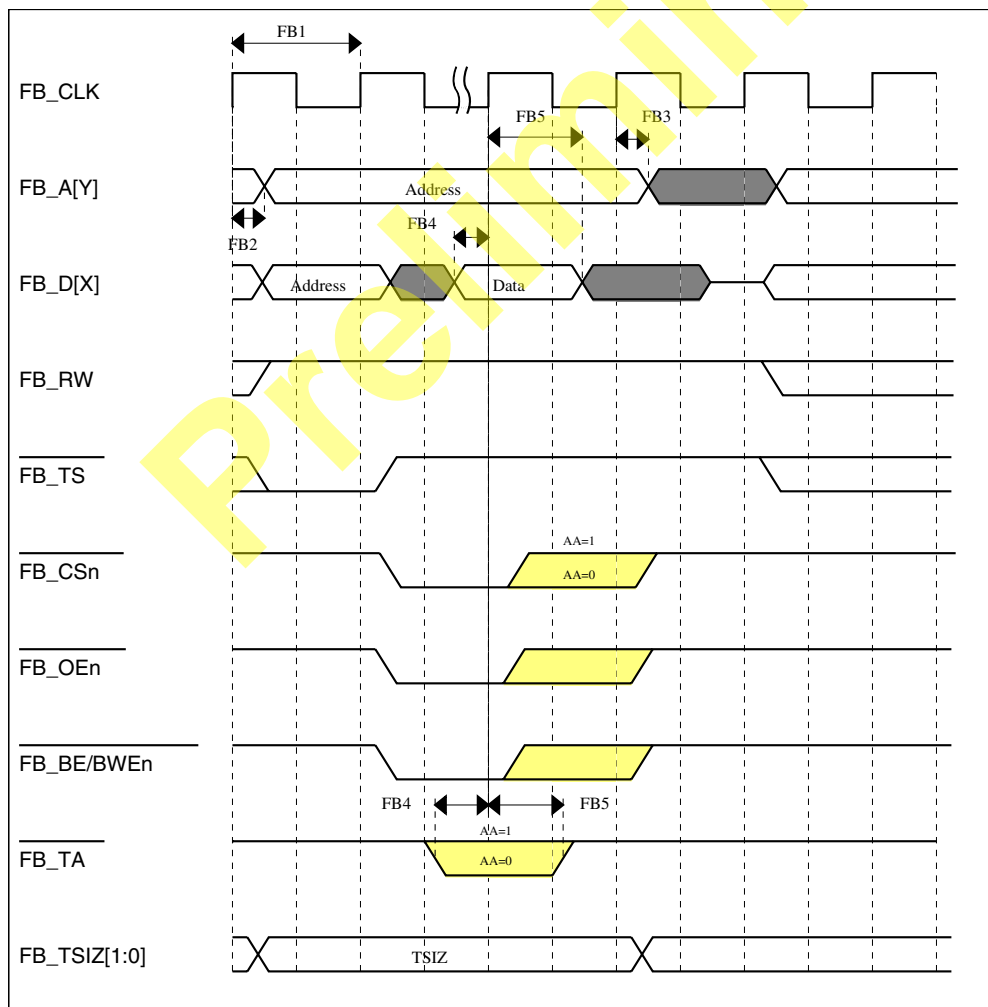 FB1
FB_CLK
FB5
FB3
FB_A[Y]
Address
FB2
FB4
FB_D[X]
Address
Data
FB_RW
FB_TS
FB_CSn
AA=1
AA=0
FB_OEn
FB_BE/BWEn
FB4
FB5
AA=1
FB_TA
AA=0
FB_TSIZ[1:0]
TSIZ
Prelimin